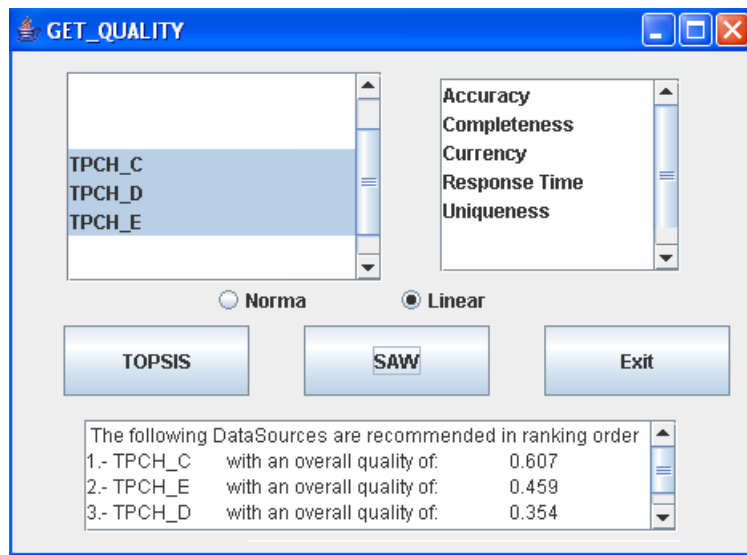 GET_QUALITY
TPCH_C
TPCH_D
TPCH_E
Accuracy
Completeness
Currency
Response Time
Uniqueness
Norma
Linear
TOPSIS
SAW
Exit
The following DataSources are recommended in ranking order
1.- TPCH_C with an overall quality of: 0.607
2.- TPCH_E with an overall quality of: 0.459
3.- TPCH_D with an overall quality of: 0.354